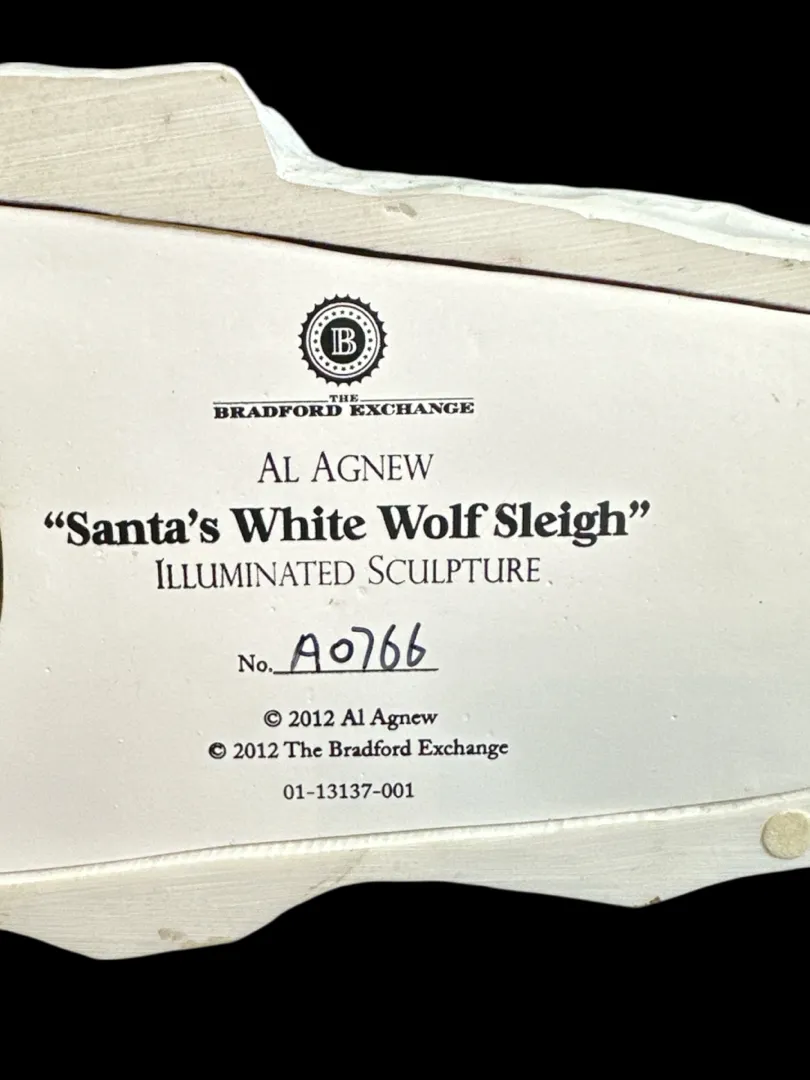 B
THE
BRADFORD EXCHANGE
AL AGNEW
“Santa’s White Wolf Sleigh”
ILLUMINATED SCULPTURE
No. A0766
© 2012 Al Agnew
© 2012 The Bradford Exchange
01-13137-001